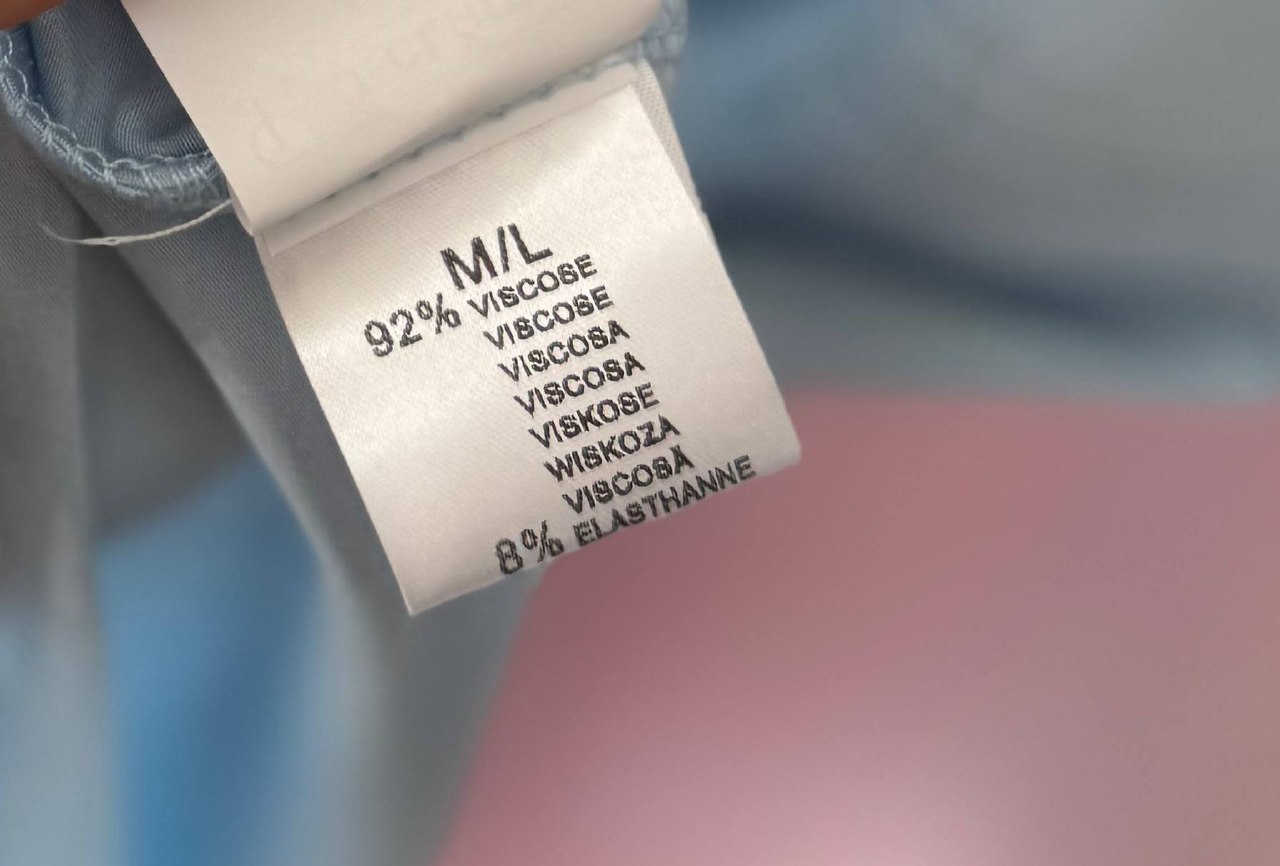 M/L
92% VISCOSE
VISCOSE
VISCOSA
VISCOSA
VISKOSE
WISKOZA
VISCOSA
8% ELASTHANNE